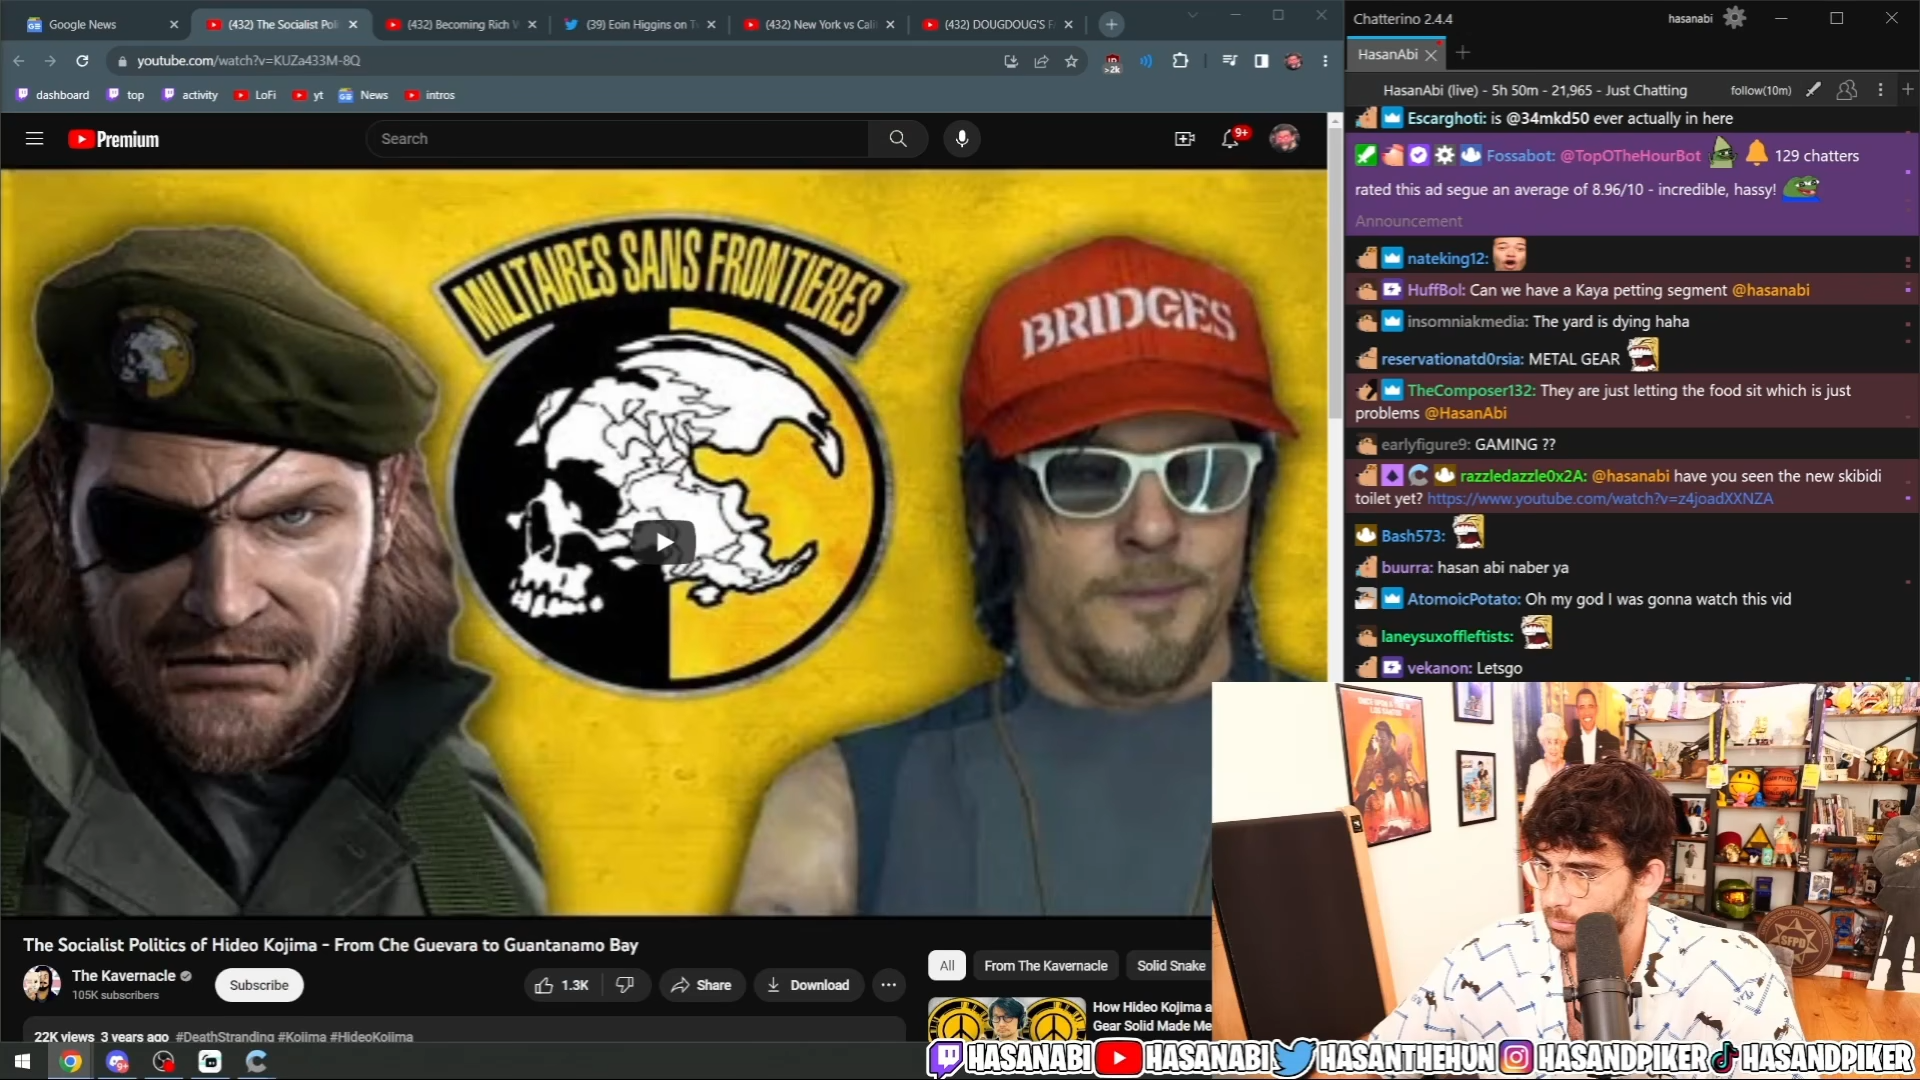 Google News
(432) The Socialist Pol
(432) Becoming Rich
(39) Eoin Higgins on T
(432) New York vs Cal
(432) DOUGDOUG'S F
youtube.com/watch?v=KUZa433M-8Q
>2k
dashboard
top
activity
LoFi
yt
News
intros
Premium
Search
9+
MILITAIRES SANS FRONTIERES
BRIDGES
The Socialist Politics of Hideo Kojima - From Che Guevara to Guantanamo Bay
The Kavernacle
105K subscribers
Subscribe
1.3K
Share
Download
All
From The Kavernacle
Solid Snake
How Hideo Kojima a
Gear Solid Made Me
22K views 3 years ago #DeathStranding #Kojima #HideoKojima
Chatterino 2.4.4
hasanabi
HasanAbi
HasanAbi (live) - 5h 50m - 21,965 - Just Chatting
follow(10m)
Escarghoti: is @34mkd50 ever actually in here
Fossabot: @TopOTheHourBot 129 chatters
rated this ad segue an average of 8.96/10 - incredible, hassy!
Announcement
nateking12:
HuffBol: Can we have a Kaya petting segment @hasanabi
insomniakmedia: The yard is dying haha
reservationatd0rsia: METAL GEAR
TheComposer132: They are just letting the food sit which is just
problems @HasanAbi
earlyfigure9: GAMING ??
razzledazzle0x2A: @hasanabi have you seen the new skibidi
toilet yet? https://www.youtube.com/watch?v=z4joadXXNZA
Bash573:
buurra: hasan abi naber ya
AtomoicPotato: Oh my god I was gonna watch this vid
laneysuxoffleftists:
vekanon: Letsgo
SFPD
HASANABI
HASANABI
HASANTHEHUN
HASANDPIKER
HASANDPIKER